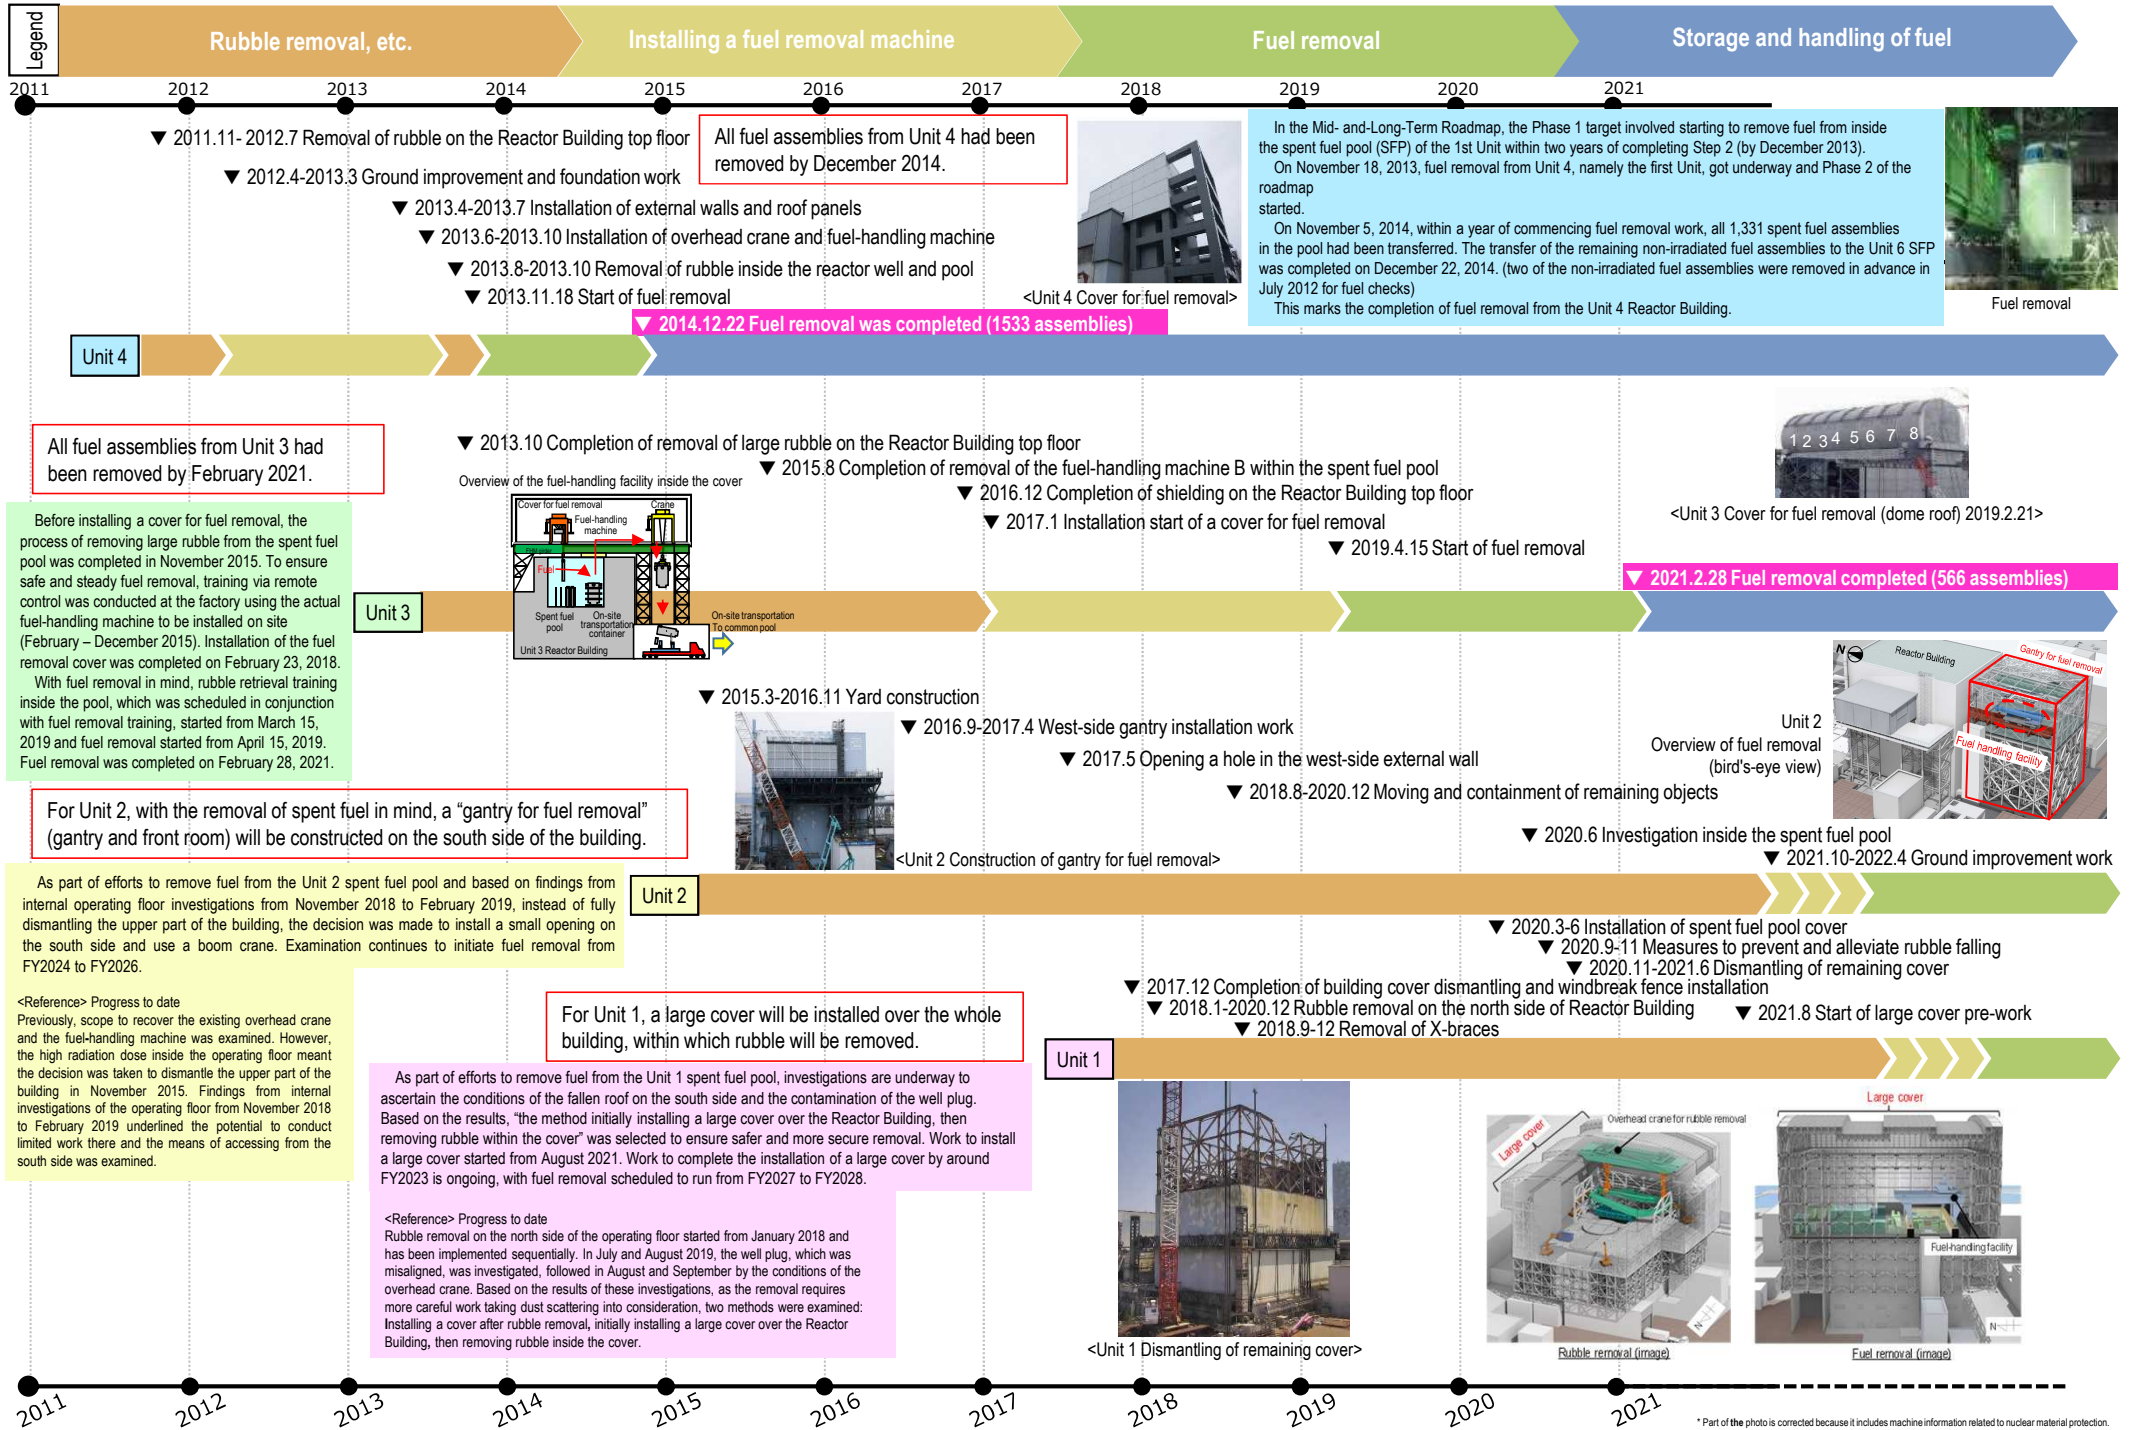 Legend
Rubble removal, etc.
Installing a fuel removal machine
Fuel removal
Storage and handling of fuel
2011 2012 2013 2014 2015 2016 2017 2018 2019 2020 2021
▼ 2011.11- 2012.7 Removal of rubble on the Reactor Building top floor
▼ 2012.4-2013.3 Ground improvement and foundation work
▼ 2013.4-2013.7 Installation of external walls and roof panels
▼ 2013.6-2013.10 Installation of overhead crane and fuel-handling machine
▼ 2013.8-2013.10 Removal of rubble inside the reactor well and pool
▼ 2013.11.18 Start of fuel removal
▼ 2014.12.22 Fuel removal was completed (1533 assemblies)
All fuel assemblies from Unit 4 had been
removed by December 2014.
<Unit 4 Cover for fuel removal>
In the Mid- and-Long-Term Roadmap, the Phase 1 target involved starting to remove fuel from inside
the spent fuel pool (SFP) of the 1st Unit within two years of completing Step 2 (by December 2013).
On November 18, 2013, fuel removal from Unit 4, namely the first Unit, got underway and Phase 2 of the
roadmap
started.
On November 5, 2014, within a year of commencing fuel removal work, all 1,331 spent fuel assemblies
in the pool had been transferred. The transfer of the remaining non-irradiated fuel assemblies to the Unit 6 SFP
was completed on December 22, 2014. (two of the non-irradiated fuel assemblies were removed in advance in
July 2012 for fuel checks)
This marks the completion of fuel removal from the Unit 4 Reactor Building.
Fuel removal
Unit 4
All fuel assemblies from Unit 3 had
been removed by February 2021.
▼ 2013.10 Completion of removal of large rubble on the Reactor Building top floor
▼ 2015.8 Completion of removal of the fuel-handling machine B within the spent fuel pool
▼ 2016.12 Completion of shielding on the Reactor Building top floor
▼ 2017.1 Installation start of a cover for fuel removal
▼ 2019.4.15 Start of fuel removal
▼ 2021.2.28 Fuel removal completed (566 assemblies)
1 2 3 4 5 6 7 8
<Unit 3 Cover for fuel removal (dome roof) 2019.2.21>
Overview of the fuel-handling facility inside the cover
Cover for fuel removal
Crane
Fuel-handling
machine
Fuel
Spent fuel
pool
On-site
transportation
container
Unit 3 Reactor Building
On-site transportation
To common pool
Before installing a cover for fuel removal, the
process of removing large rubble from the spent fuel
pool was completed in November 2015. To ensure
safe and steady fuel removal, training via remote
control was conducted at the factory using the actual
fuel-handling machine to be installed on site
(February – December 2015). Installation of the fuel
removal cover was completed on February 23, 2018.
With fuel removal in mind, rubble retrieval training
inside the pool, which was scheduled in conjunction
with fuel removal training, started from March 15,
2019 and fuel removal started from April 15, 2019.
Fuel removal was completed on February 28, 2021.
Unit 3
▼ 2015.3-2016.11 Yard construction
▼ 2016.9-2017.4 West-side gantry installation work
▼ 2017.5 Opening a hole in the west-side external wall
▼ 2018.8-2020.12 Moving and containment of remaining objects
▼ 2020.6 Investigation inside the spent fuel pool
▼ 2021.10-2022.4 Ground improvement work
Unit 2
Overview of fuel removal
(bird's-eye view)
N
Reactor Building
Gantry for fuel removal
Fuel handling facility
For Unit 2, with the removal of spent fuel in mind, a “gantry for fuel removal”
(gantry and front room) will be constructed on the south side of the building.
<Unit 2 Construction of gantry for fuel removal>
As part of efforts to remove fuel from the Unit 2 spent fuel pool and based on findings from
internal operating floor investigations from November 2018 to February 2019, instead of fully
dismantling the upper part of the building, the decision was made to install a small opening on
the south side and use a boom crane. Examination continues to initiate fuel removal from
FY2024 to FY2026.
<Reference> Progress to date
Previously, scope to recover the existing overhead crane
and the fuel-handling machine was examined. However,
the high radiation dose inside the operating floor meant
the decision was taken to dismantle the upper part of the
building in November 2015. Findings from internal
investigations of the operating floor from November 2018
to February 2019 underlined the potential to conduct
limited work there and the means of accessing from the
south side was examined.
Unit 2
▼ 2020.3-6 Installation of spent fuel pool cover
▼ 2020.9-11 Measures to prevent and alleviate rubble falling
▼ 2020.11-2021.6 Dismantling of remaining cover
▼ 2017.12 Completion of building cover dismantling and windbreak fence installation
▼ 2018.1-2020.12 Rubble removal on the north side of Reactor Building
▼ 2018.9-12 Removal of X-braces
▼ 2021.8 Start of large cover pre-work
For Unit 1, a large cover will be installed over the whole
building, within which rubble will be removed.
Unit 1
As part of efforts to remove fuel from the Unit 1 spent fuel pool, investigations are underway to
ascertain the conditions of the fallen roof on the south side and the contamination of the well plug.
Based on the results, “the method initially installing a large cover over the Reactor Building, then
removing rubble within the cover” was selected to ensure safer and more secure removal. Work to install
a large cover started from August 2021. Work to complete the installation of a large cover by around
FY2023 is ongoing, with fuel removal scheduled to run from FY2027 to FY2028.
<Reference> Progress to date
Rubble removal on the north side of the operating floor started from January 2018 and
has been implemented sequentially. In July and August 2019, the well plug, which was
misaligned, was investigated, followed in August and September by the conditions of the
overhead crane. Based on the results of these investigations, as the removal requires
more careful work taking dust scattering into consideration, two methods were examined:
Installing a cover after rubble removal, initially installing a large cover over the Reactor
Building, then removing rubble inside the cover.
<Unit 1 Dismantling of remaining cover>
Large cover
Overhead crane for rubble removal
N
Rubble removal (image)
Large cover
Fuel-handling facility
N
Fuel removal (image)
2011 2012 2013 2014 2015 2016 2017 2018 2019 2020 2021
* Part of the photo is corrected because it includes machine information related to nuclear material protection.